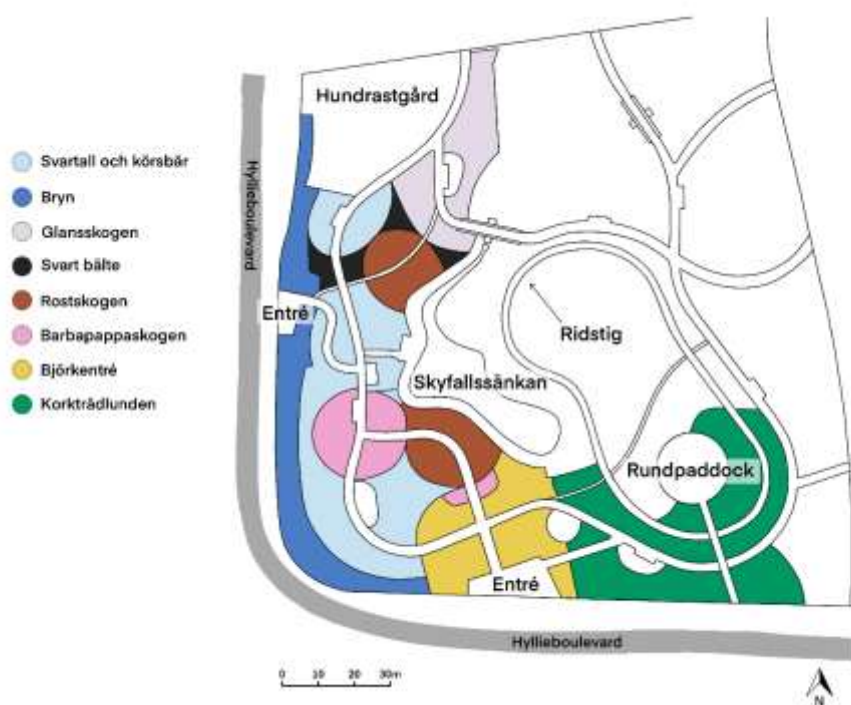 Hundrastgård
Svartall och körsbär
Bryn
Glansskogen
Svart bälte
Rostskogen
Barbapappaskogen
Björkentré
Korkträdlunden
Hyllieboulevard
Entré
Ridstig
Skyfallssänkan
Rundpaddock
Entré
Hyllieboulevard
0 10 20 30m
N